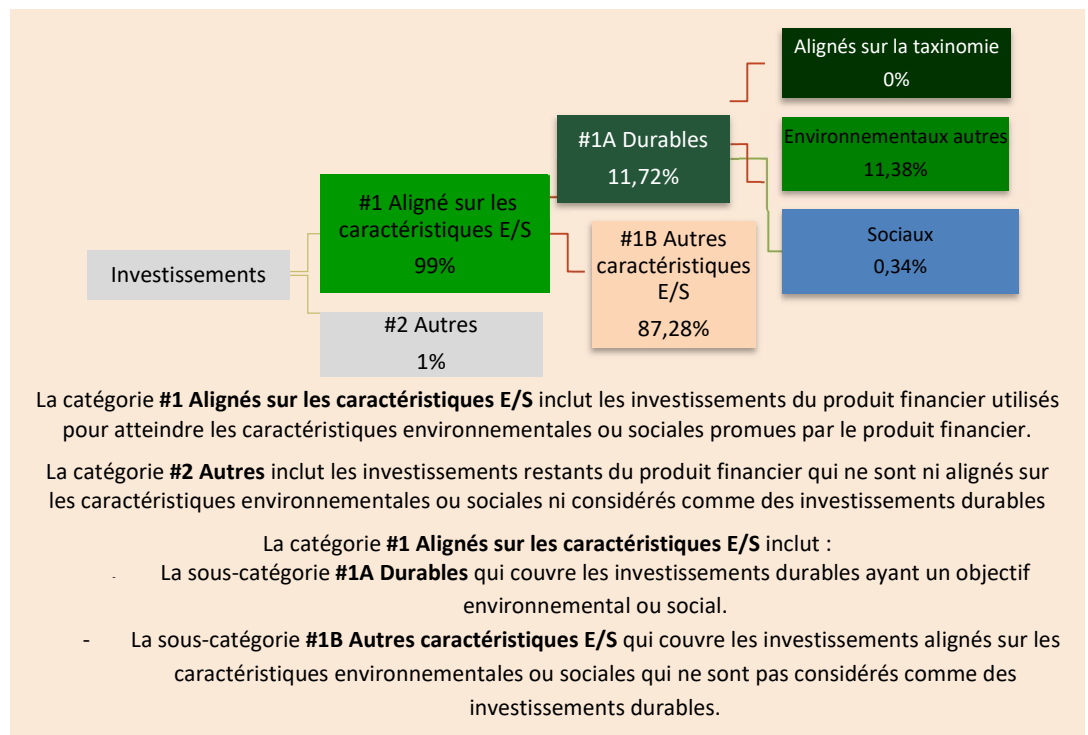 Alignés sur la taxinomie
0%
#1A Durables
11,72%
Environnementaux autres
11,38%
#1 Aligné sur les
caractéristiques E/S
99%
#1B Autres
caractéristiques
E/S
87,28%
Sociaux
0,34%
Investissements
#2 Autres
1%
La catégorie #1 Alignés sur les caractéristiques E/S inclut les investissements du produit financier utilisés
pour atteindre les caractéristiques environnementales ou sociales promues par le produit financier.
La catégorie #2 Autres inclut les investissements restants du produit financier qui ne sont ni alignés sur
les caractéristiques environnementales ou sociales ni considérés comme des investissements durables
La catégorie #1 Alignés sur les caractéristiques E/S inclut :
- La sous-catégorie #1A Durables qui couvre les investissements durables ayant un objectif
environnemental ou social.
- La sous-catégorie #1B Autres caractéristiques E/S qui couvre les investissements alignés sur les
caractéristiques environnementales ou sociales qui ne sont pas considérés comme des
investissements durables.